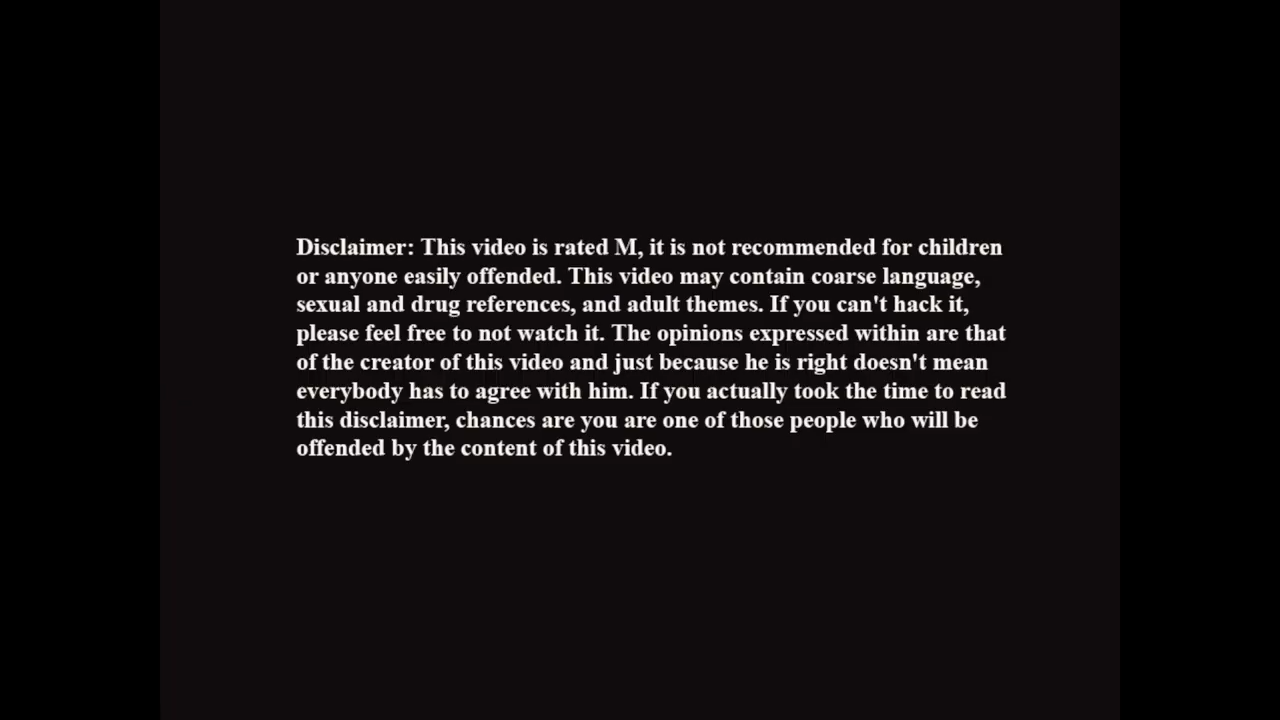 Disclaimer: This video is rated M, it is not recommended for children
or anyone easily offended. This video may contain coarse language,
sexual and drug references, and adult themes. If you can't hack it,
please feel free to not watch it. The opinions expressed within are that
of the creator of this video and just because he is right doesn't mean
everybody has to agree with him. If you actually took the time to read
this disclaimer, chances are you are one of those people who will be
offended by the content of this video.